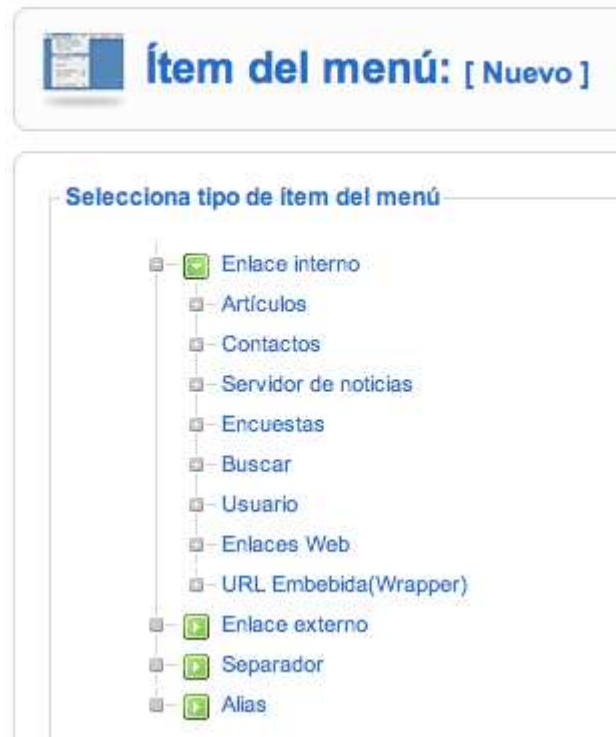 Ítem del menú: [ Nuevo ]
Selecciona tipo de ítem del menú
Enlace interno
Artículos
Contactos
Servidor de noticias
Encuestas
Buscar
Usuario
Enlaces Web
URL Embebida(Wrapper)
Enlace externo
Separador
Alias